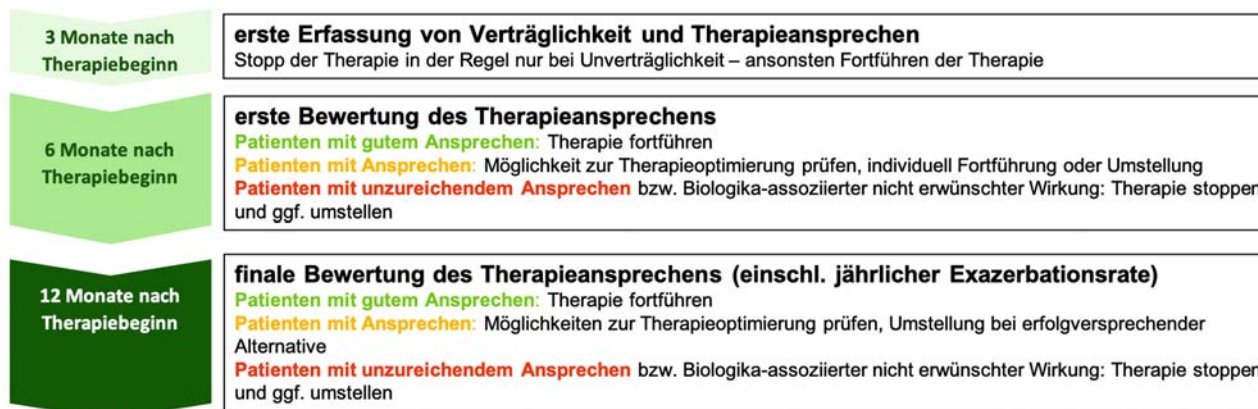 3 Monate nach
Therapiebeginn
erste Erfassung von Verträglichkeit und Therapieansprechen
Stopp der Therapie in der Regel nur bei Unverträglichkeit – ansonsten Fortführen der Therapie
6 Monate nach
Therapiebeginn
erste Bewertung des Therapieansprechens
Patienten mit gutem Ansprechen: Therapie fortführen
Patienten mit Ansprechen: Möglichkeit zur Therapieoptimierung prüfen, individuell Fortführung oder Umstellung
Patienten mit unzureichendem Ansprechen bzw. Biologika-assoziierter nicht erwünschter Wirkung: Therapie stoppen
und ggf. umstellen
12 Monate nach
Therapiebeginn
finale Bewertung des Therapieansprechens (einschl. jährlicher Exazerbationsrate)
Patienten mit gutem Ansprechen: Therapie fortführen
Patienten mit Ansprechen: Möglichkeiten zur Therapieoptimierung prüfen, Umstellung bei erfolgversprechender
Alternative
Patienten mit unzureichendem Ansprechen bzw. Biologika-assoziierter nicht erwünschter Wirkung: Therapie stoppen
und ggf. umstellen